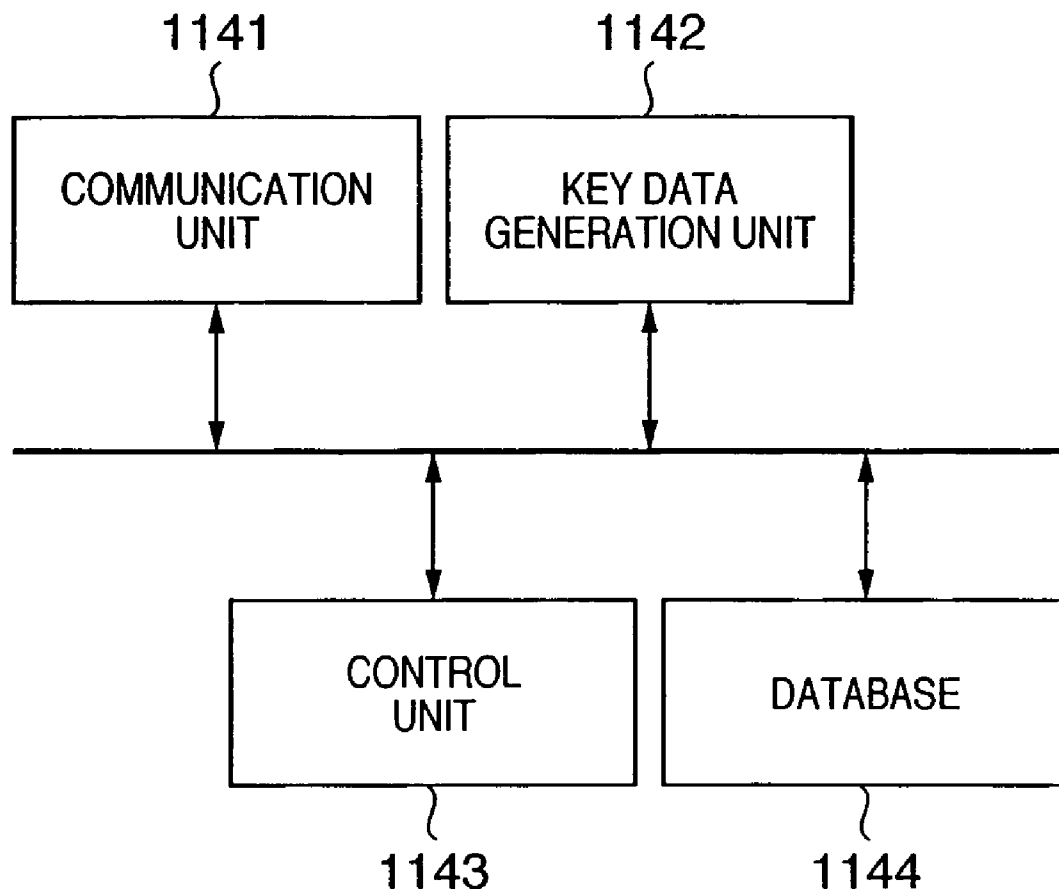 1141
1142
COMMUNICATION
UNIT
KEY DATA
GENERATION UNIT
CONTROL
UNIT
DATABASE
1143
1144